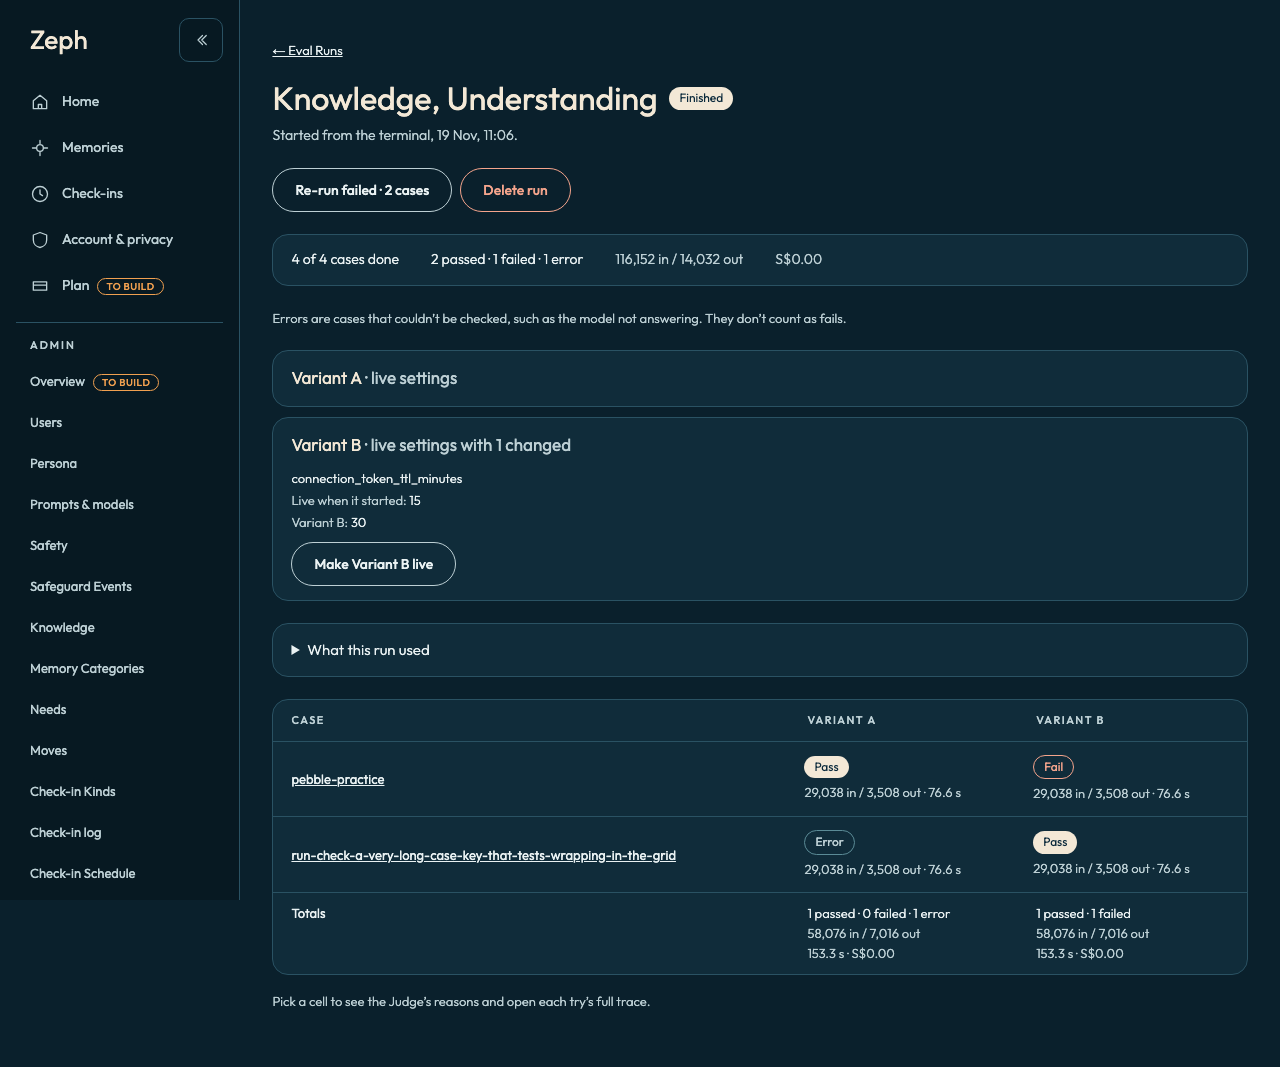 Zeph
Home
Memories
Check-ins
Account & privacy
Plan TO BUILD
ADMIN
Overview TO BUILD
Users
Persona
Prompts & models
Safety
Safeguard Events
Knowledge
Memory Categories
Needs
Moves
Check-in Kinds
Check-in log
Check-in Schedule
← Eval Runs
Knowledge, Understanding Finished
Started from the terminal, 19 Nov, 11:06.
Re-run failed · 2 cases Delete run
4 of 4 cases done 2 passed · 1 failed · 1 error 116,152 in / 14,032 out S$0.00
Errors are cases that couldn’t be checked, such as the model not answering. They don’t count as fails.
Variant A · live settings
Variant B · live settings with 1 changed
connection_token_ttl_minutes
Live when it started: 15
Variant B: 30
Make Variant B live
What this run used
CASE VARIANT A VARIANT B
pebble-practice Pass Fail
29,038 in / 3,508 out · 76.6 s 29,038 in / 3,508 out · 76.6 s
run-check-a-very-long-case-key-that-tests-wrapping-in-the-grid Error Pass
29,038 in / 3,508 out · 76.6 s 29,038 in / 3,508 out · 76.6 s
Totals 1 passed · 0 failed · 1 error 1 passed · 1 failed
58,076 in / 7,016 out 58,076 in / 7,016 out
153.3 s · S$0.00 153.3 s · S$0.00
Pick a cell to see the Judge’s reasons and open each try’s full trace.